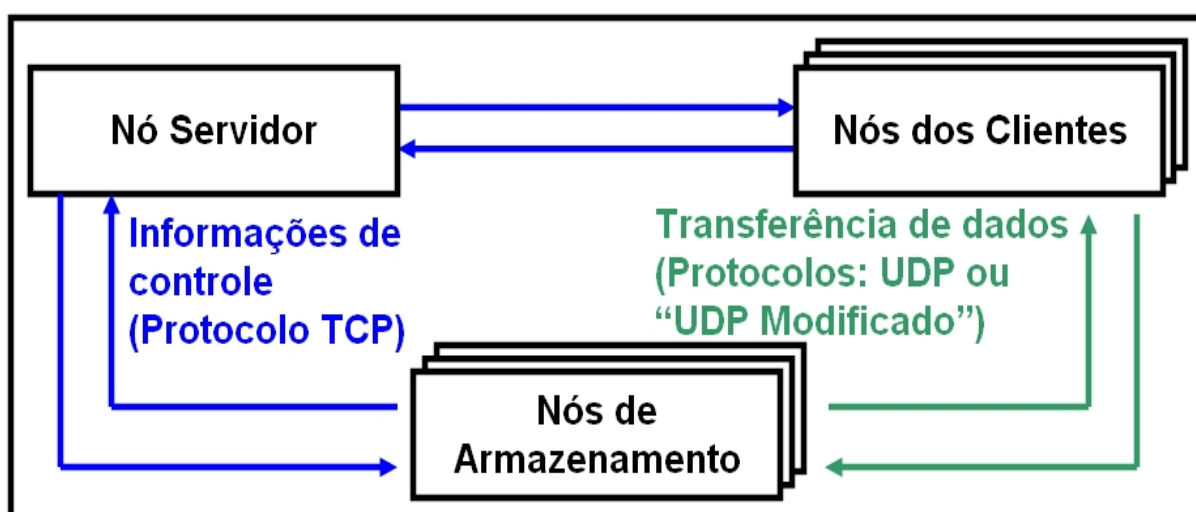 Nó Servidor
Nós dos Clientes
Informações de
controle
(Protocolo TCP)
Transferência de dados
(Protocolos: UDP ou
“UDP Modificado”)
Nós de
Armazenamento